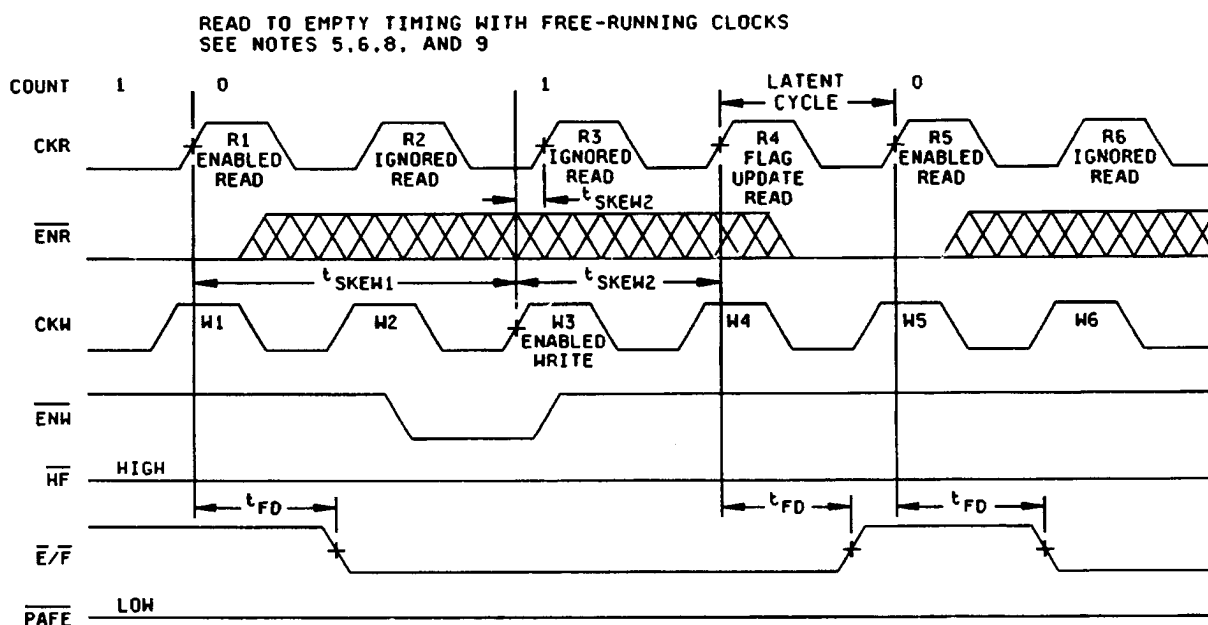 READ TO EMPTY TIMING WITH FREE-RUNNING CLOCKS
SEE NOTES 5,6,8, AND 9
COUNT 1 0 1 LATENT CYCLE 0
CKR
R1 ENABLED READ
R2 IGNORED READ
R3 IGNORED READ
R4 FLAG UPDATE READ
R5 ENABLED READ
R6 IGNORED READ
tSKEW2
ENR
tSKEW1 tSKEW2
CKW
W1
W2
W3 ENABLED WRITE
W4
W5
W6
ENW
HF HIGH
tFD tFD tFD
E/F
PAFE LOW